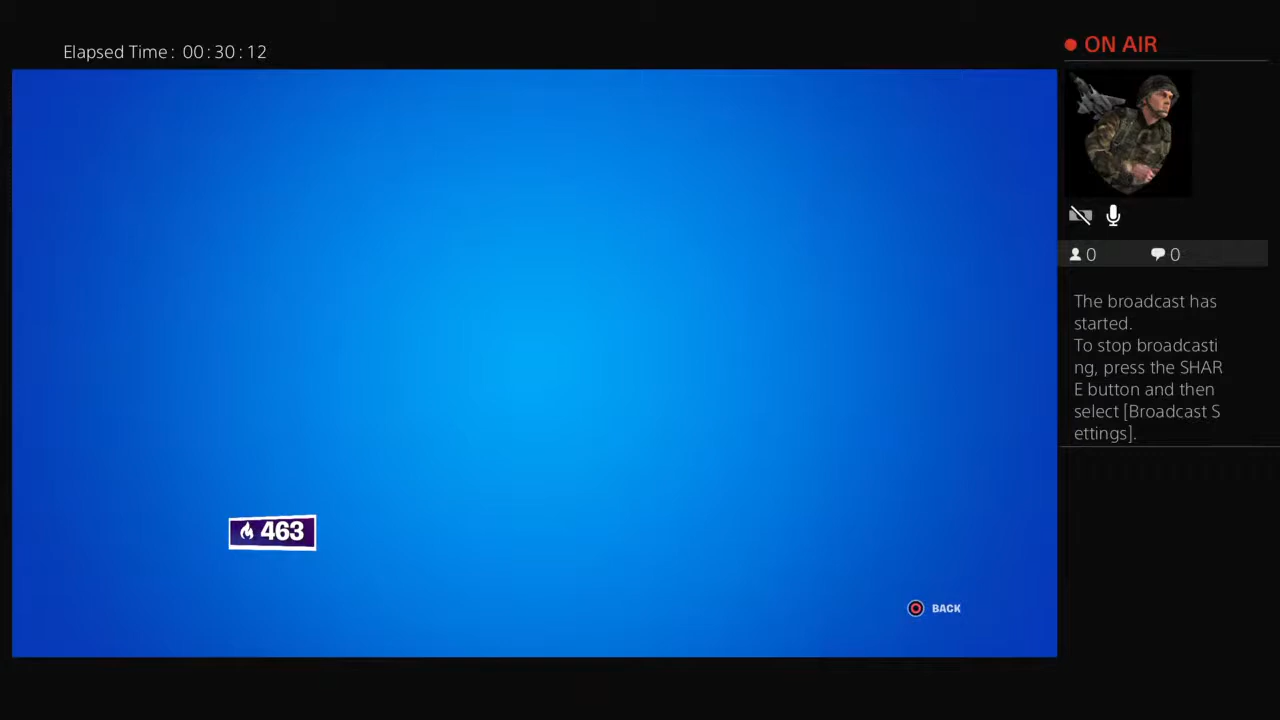 Elapsed Time: 00:30:12
ON AIR
0 0
The broadcast has
started.
To stop broadcasti
ng, press the SHAR
E button and then
select [Broadcast S
ettings].
463
BACK